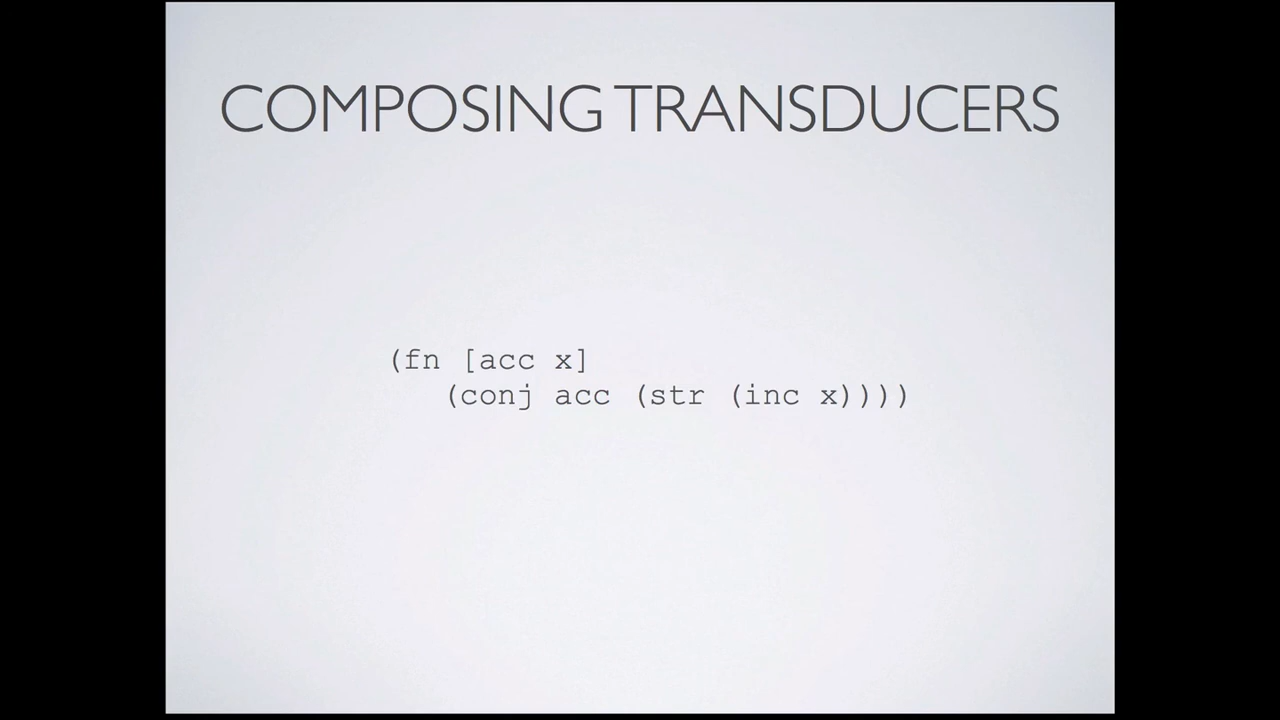 COMPOSING TRANSDUCERS
(fn [acc x]
(conj acc (str (inc x))))